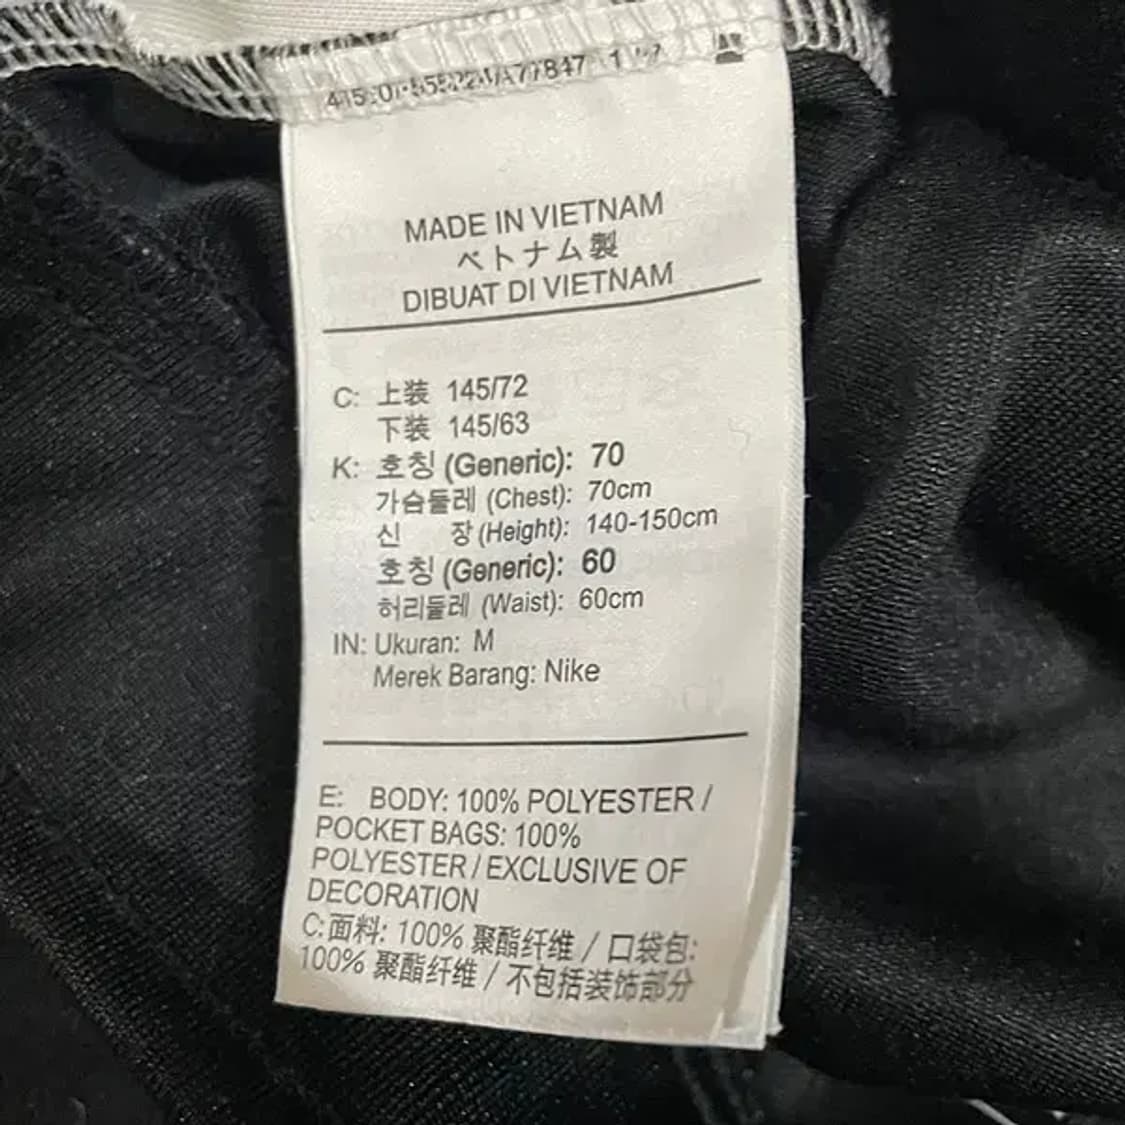 MADE IN VIETNAM
ベトナム製
DIBUAT DI VIETNAM
C: 上装 145/72
下装 145/63
K: 호칭 (Generic): 70
가슴둘레 (Chest): 70cm
신 장 (Height): 140-150cm
호칭 (Generic): 60
허리둘레 (Waist): 60cm
IN: Ukuran: M
Merek Barang: Nike
E: BODY: 100% POLYESTER /
POCKET BAGS: 100%
POLYESTER / EXCLUSIVE OF
DECORATION
C:面料: 100% 聚酯纤维 / 口袋包:
100% 聚酯纤维 / 不包括装饰部分